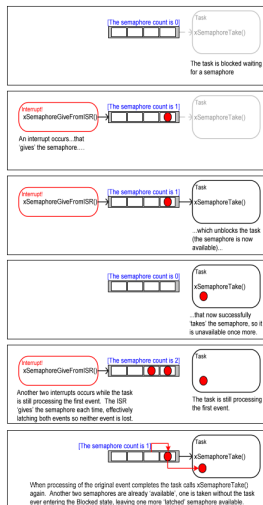 [The semaphore count is 0]
Task
xSemaphoreTake()
The task is blocked waiting
for a semaphore
Interrupt!
xSemaphoreGiveFromISR()
[The semaphore count is 1]
Task
xSemaphoreTake()
An interrupt occurs...that
'gives' the semaphore....
Interrupt!
xSemaphoreGiveFromISR()
[The semaphore count is 1]
Task
xSemaphoreTake()
...which unblocks the task
(the semaphore is now
available)...
[The semaphore count is 0]
Task
xSemaphoreTake()
...that now successfully
'takes' the semaphore, so it
is unavailable once more.
Interrupt!
xSemaphoreGiveFromISR()
[The semaphore count is 2]
Task
Another two interrupts occurs while the task
is still processing the first event. The ISR
'gives' the semaphore each time, effectively
latching both events so neither event is lost.
The task is still processing
the first event.
[The semaphore count is 1]
Task
xSemaphoreTake()
When processing of the original event completes the task calls xSemaphoreTake()
again. Another two semaphores are already 'available', one is taken without the task
ever entering the Blocked state, leaving one more 'latched' semaphore available.